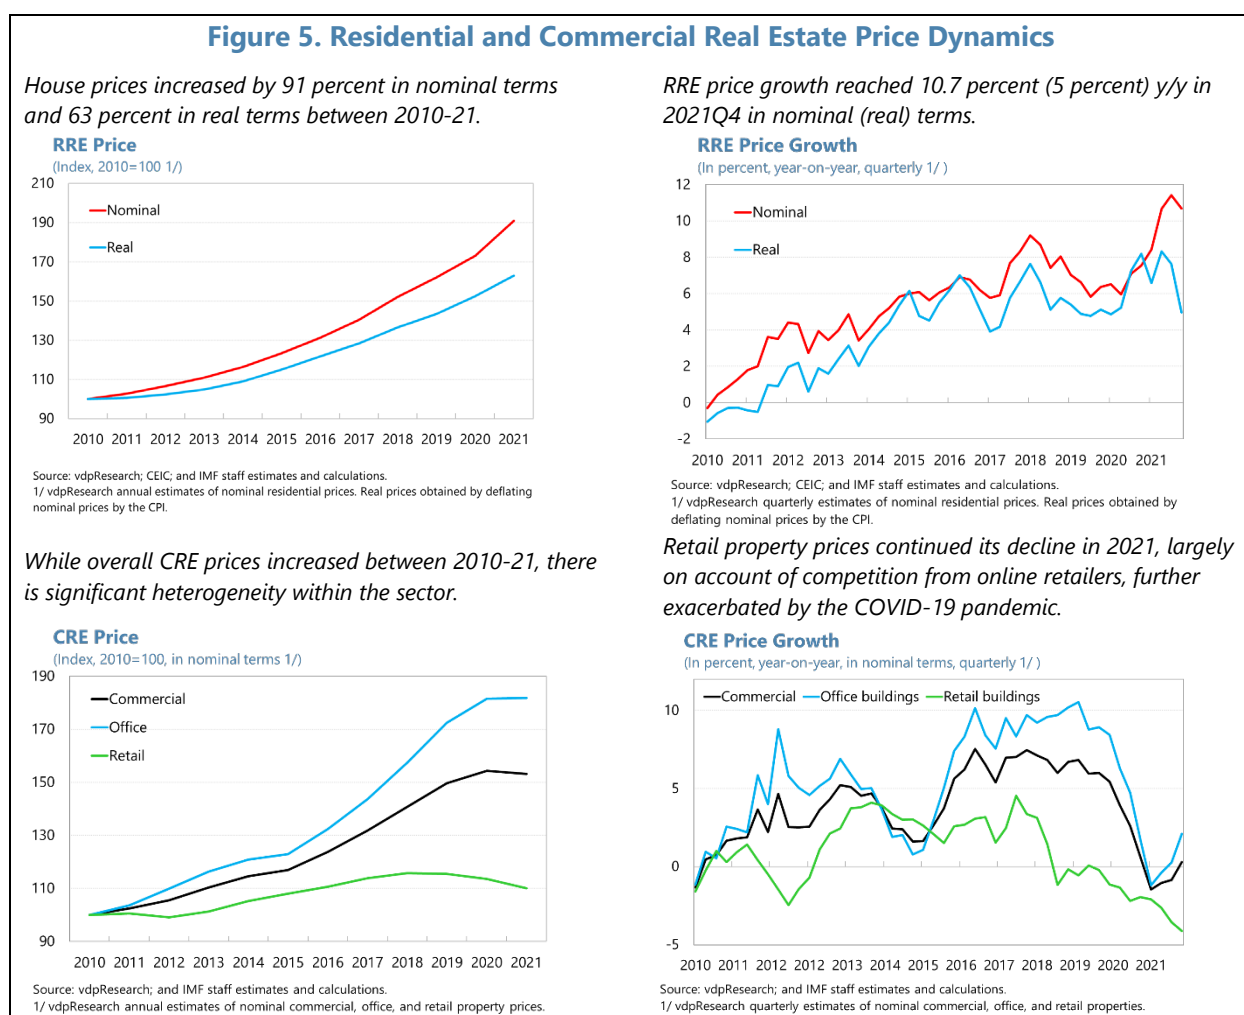 Figure 5. Residential and Commercial Real Estate Price Dynamics
House prices increased by 91 percent in nominal terms
and 63 percent in real terms between 2010-21.
RRE Price
(Index, 2010=100 1/)
210
190
170
150
130
110
90
Nominal
Real
2010 2011 2012 2013 2014 2015 2016 2017 2018 2019 2020 2021
Source: vdpResearch; CEIC; and IMF staff estimates and calculations.
1/ vdpResearch annual estimates of nominal residential prices. Real prices obtained by deflating
nominal prices by the CPI.
RRE price growth reached 10.7 percent (5 percent) y/y in
2021Q4 in nominal (real) terms.
RRE Price Growth
(In percent, year-on-year, quarterly 1/ )
12
10
8
6
4
2
0
-2
Nominal
Real
2010 2011 2012 2013 2014 2015 2016 2017 2018 2019 2020 2021
Source: vdpResearch; CEIC; and IMF staff estimates and calculations.
1/ vdpResearch quarterly estimates of nominal residential prices. Real prices obtained by
deflating nominal prices by the CPI.
While overall CRE prices increased between 2010-21, there
is significant heterogeneity within the sector.
CRE Price
(Index, 2010=100, in nominal terms 1/)
190
170
150
130
110
90
Commercial
Office
Retail
2010 2011 2012 2013 2014 2015 2016 2017 2018 2019 2020 2021
Source: vdpResearch; and IMF staff estimates and calculations.
1/ vdpResearch annual estimates of nominal commercial, office, and retail property prices.
Retail property prices continued its decline in 2021, largely
on account of competition from online retailers, further
exacerbated by the COVID-19 pandemic.
CRE Price Growth
(In percent, year-on-year, in nominal terms, quarterly 1/ )
10
5
0
-5
Commercial Office buildings Retail buildings
2010 2011 2012 2013 2014 2015 2016 2017 2018 2019 2020 2021
Source: vdpResearch; and IMF staff estimates and calculations.
1/ vdpResearch quarterly estimates of nominal commercial, office, and retail properties.